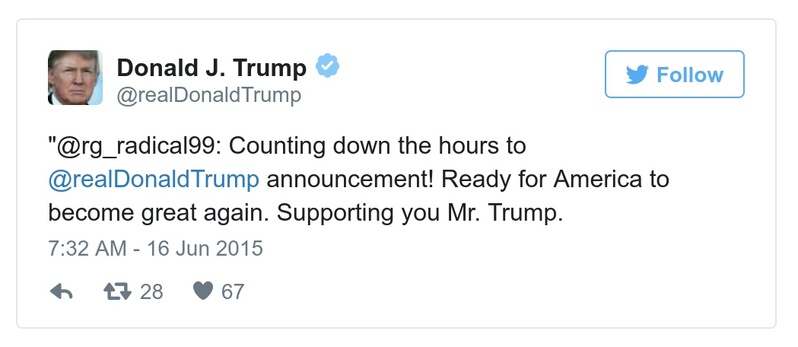 Donald J. Trump
@realDonaldTrump
Follow
"@rg_radical99: Counting down the hours to
@realDonaldTrump announcement! Ready for America to
become great again. Supporting you Mr. Trump.
7:32 AM - 16 Jun 2015
28 67